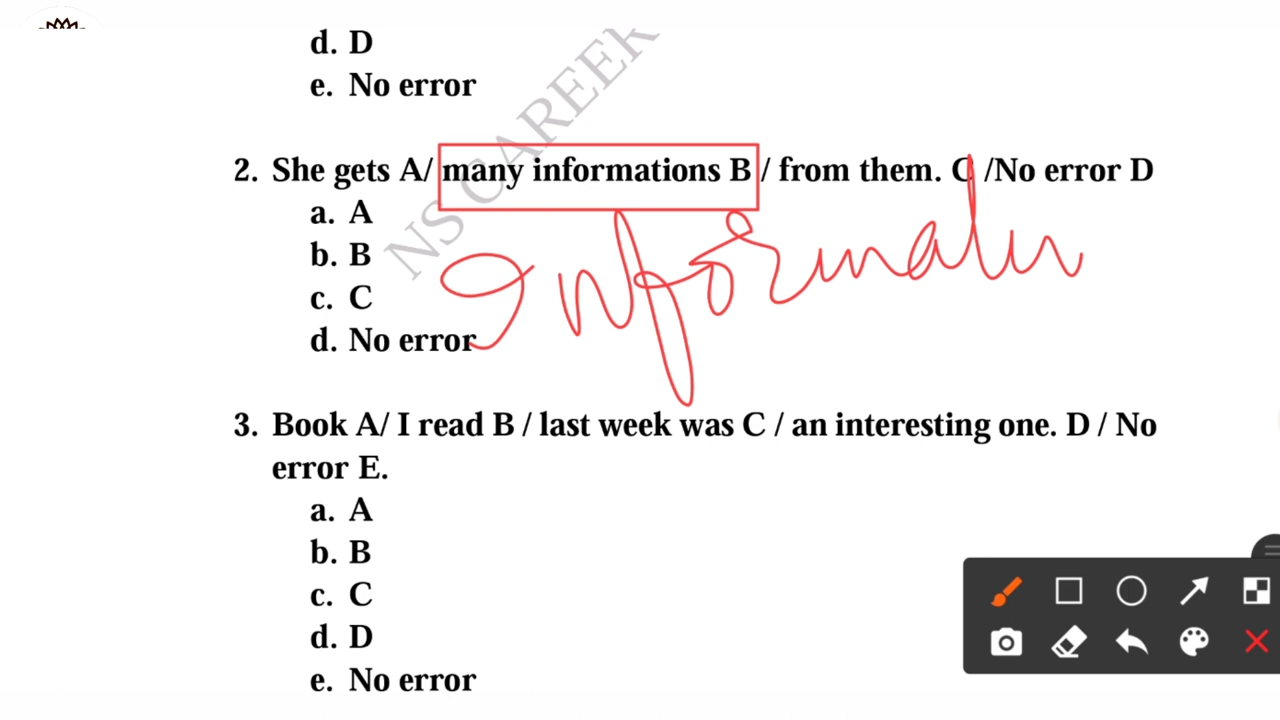 d. D
e. No error
NS CAREER
2. She gets A/ many informations B / from them. C /No error D
a. A
b. B
c. C
d. No error
Informatin
3. Book A/ I read B / last week was C / an interesting one. D / No
error E.
a. A
b. B
c. C
d. D
e. No error